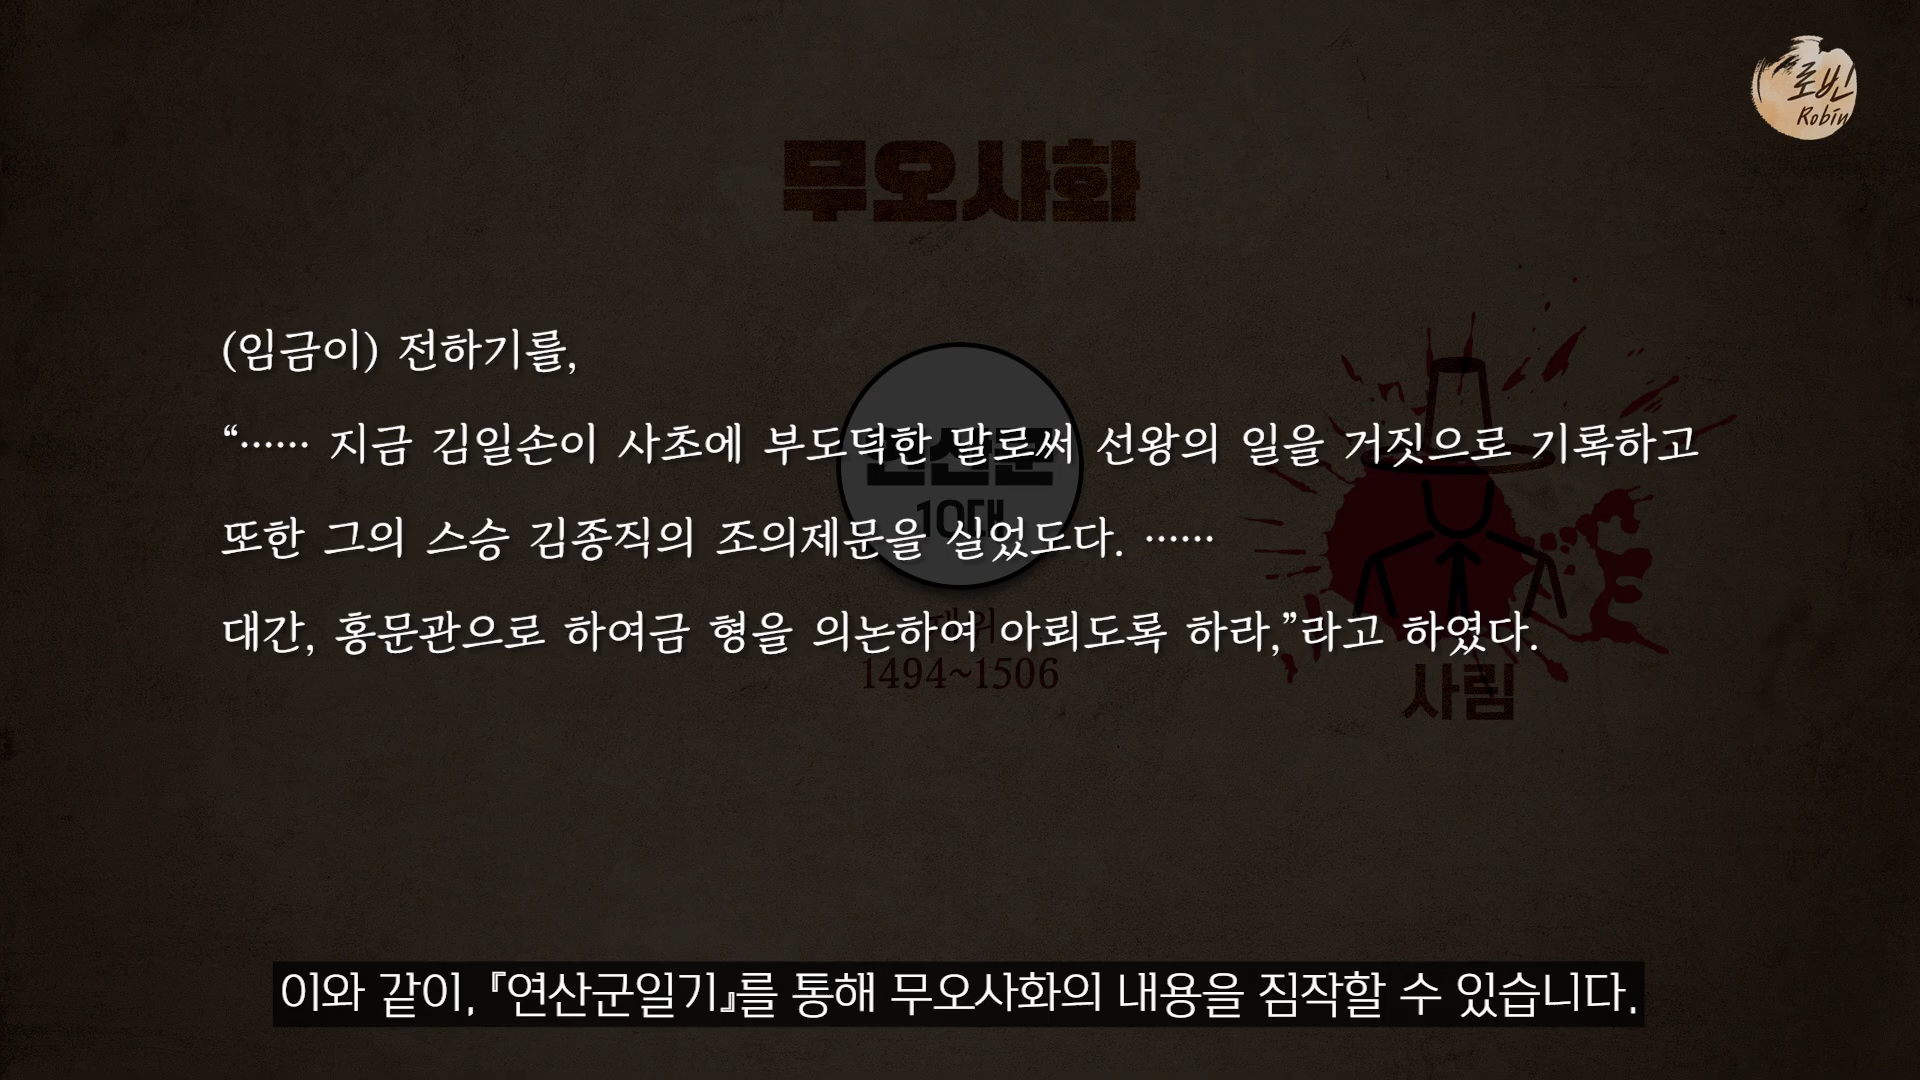 로빈
Robin
무오사화
(임금이) 전하기를,
“…… 지금 김일손이 사초에 부도덕한 말로써 선왕의 일을 거짓으로 기록하고
또한 그의 스승 김종직의 조의제문을 실었도다. ……
대간, 홍문관으로 하여금 형을 의논하여 아뢰도록 하라,”라고 하였다.
10대
1494~1506
사림
이와 같이, 『연산군일기』를 통해 무오사화의 내용을 짐작할 수 있습니다.